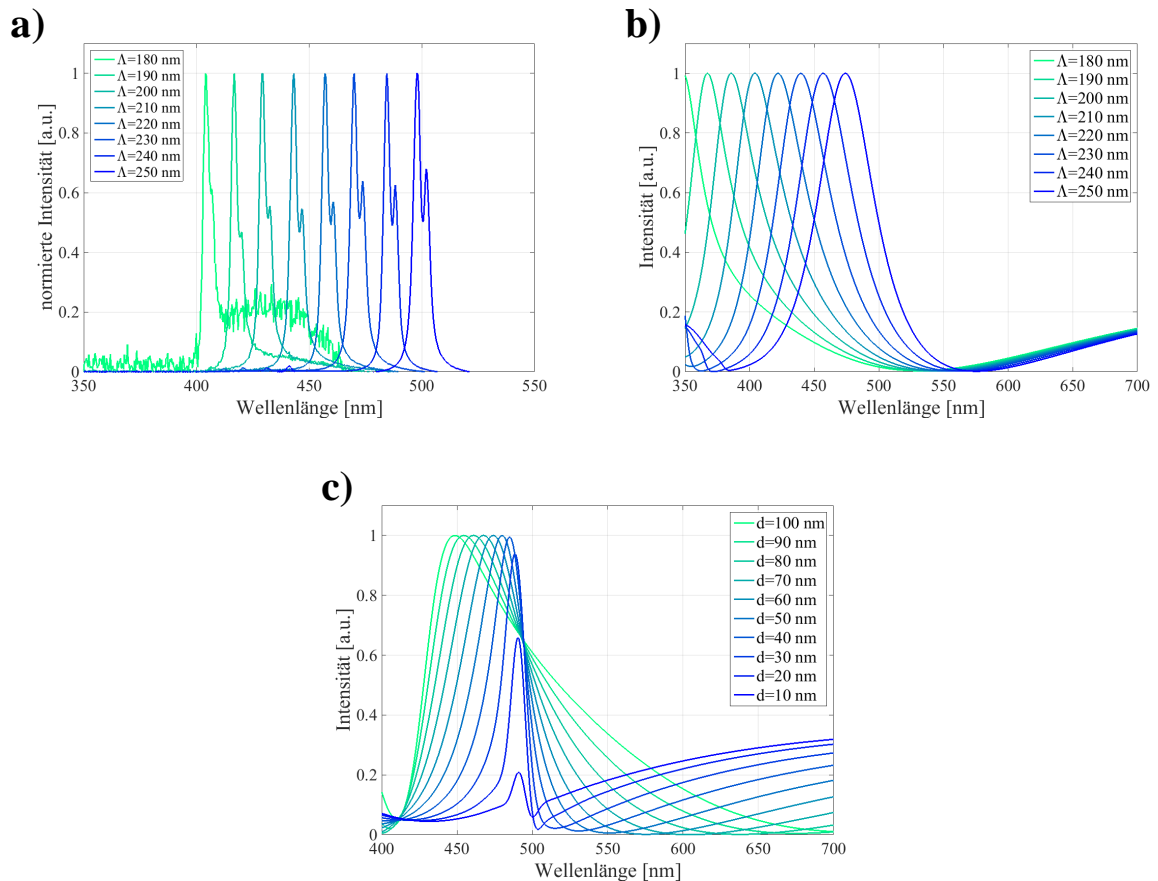 a)
normierte Intensität [a.u.]
1
0.8
0.6
0.4
0.2
0
350
400
450
500
550
Wellenlänge [nm]
Λ=180 nm
Λ=190 nm
Λ=200 nm
Λ=210 nm
Λ=220 nm
Λ=230 nm
Λ=240 nm
Λ=250 nm
b)
Intensität [a.u.]
1
0.8
0.6
0.4
0.2
0
350
400
450
500
550
600
650
700
Wellenlänge [nm]
Λ=180 nm
Λ=190 nm
Λ=200 nm
Λ=210 nm
Λ=220 nm
Λ=230 nm
Λ=240 nm
Λ=250 nm
c)
Intensität [a.u.]
1
0.8
0.6
0.4
0.2
0
400
450
500
550
600
650
700
Wellenlänge [nm]
d=100 nm
d=90 nm
d=80 nm
d=70 nm
d=60 nm
d=50 nm
d=40 nm
d=30 nm
d=20 nm
d=10 nm